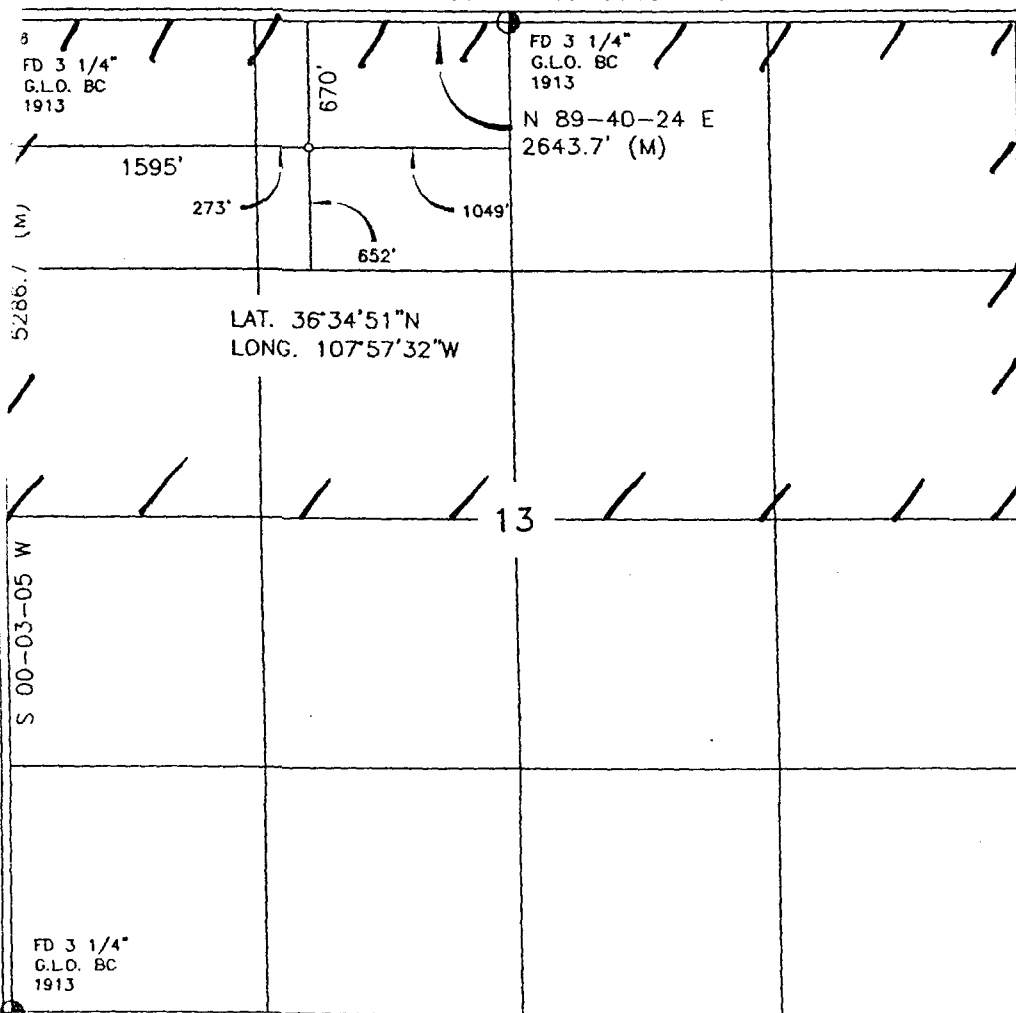 FD 3 1/4"
G.L.O. BC
1913
670'
FD 3 1/4"
G.L.O. BC
1913
N 89-40-24 E
2643.7' (M)
1595'
273'
1049'
652'
5286.7 (M)
LAT. 36°34'51"N
LONG. 107°57'32"W
13
S 00-03-05 W
FD 3 1/4"
G.L.O. BC
1913